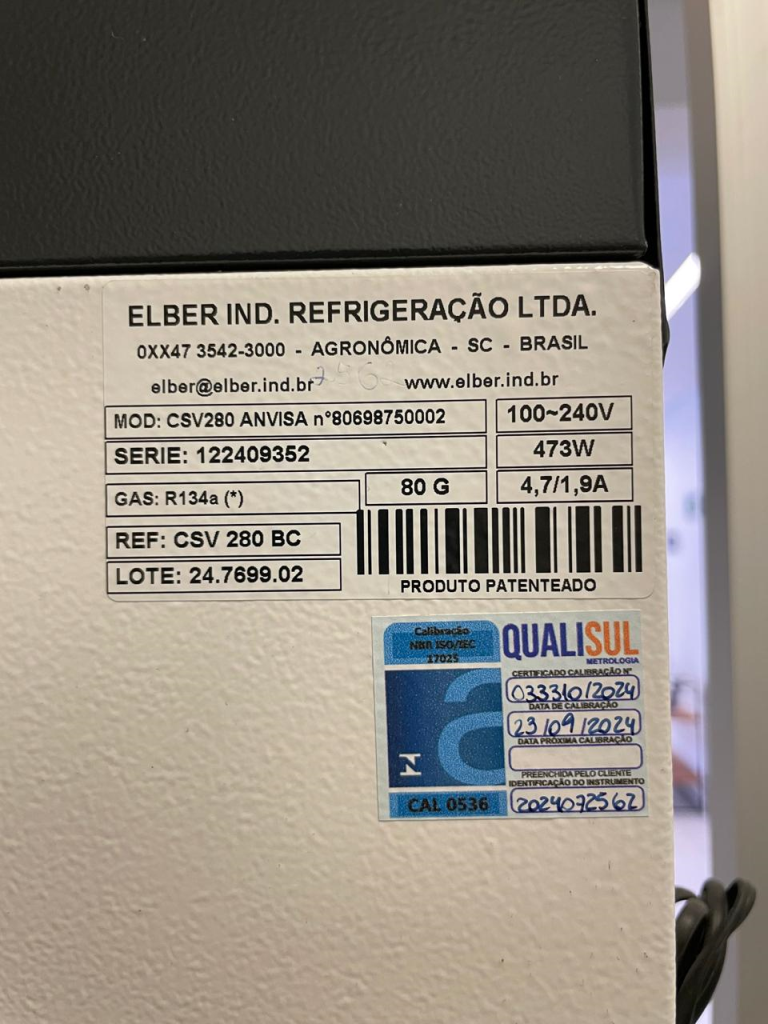 ELBER IND. REFRIGERAÇÃO LTDA.
0XX47 3542-3000 - AGRONÔMICA - SC - BRASIL
elber@elber.ind.br www.elber.ind.br
MOD: CSV280 ANVISA n°80698750002
100~240V
SERIE: 122409352
473W
GAS: R134a (*)
80 G
4,7/1,9A
REF: CSV 280 BC
LOTE: 24.7699.02
PRODUTO PATENTEADO
Calibração
NBR ISO/IEC
17025
CAL 0536
QUALISUL
METROLOGIA
CERTIFICADO CALIBRAÇÃO N°
033310/2024
DATA DE CALIBRAÇÃO
23/09/2024
DATA PRÓXIMA CALIBRAÇÃO
PREENCHIDA PELO CLIENTE
IDENTIFICAÇÃO DO INSTRUMENTO
2024072562